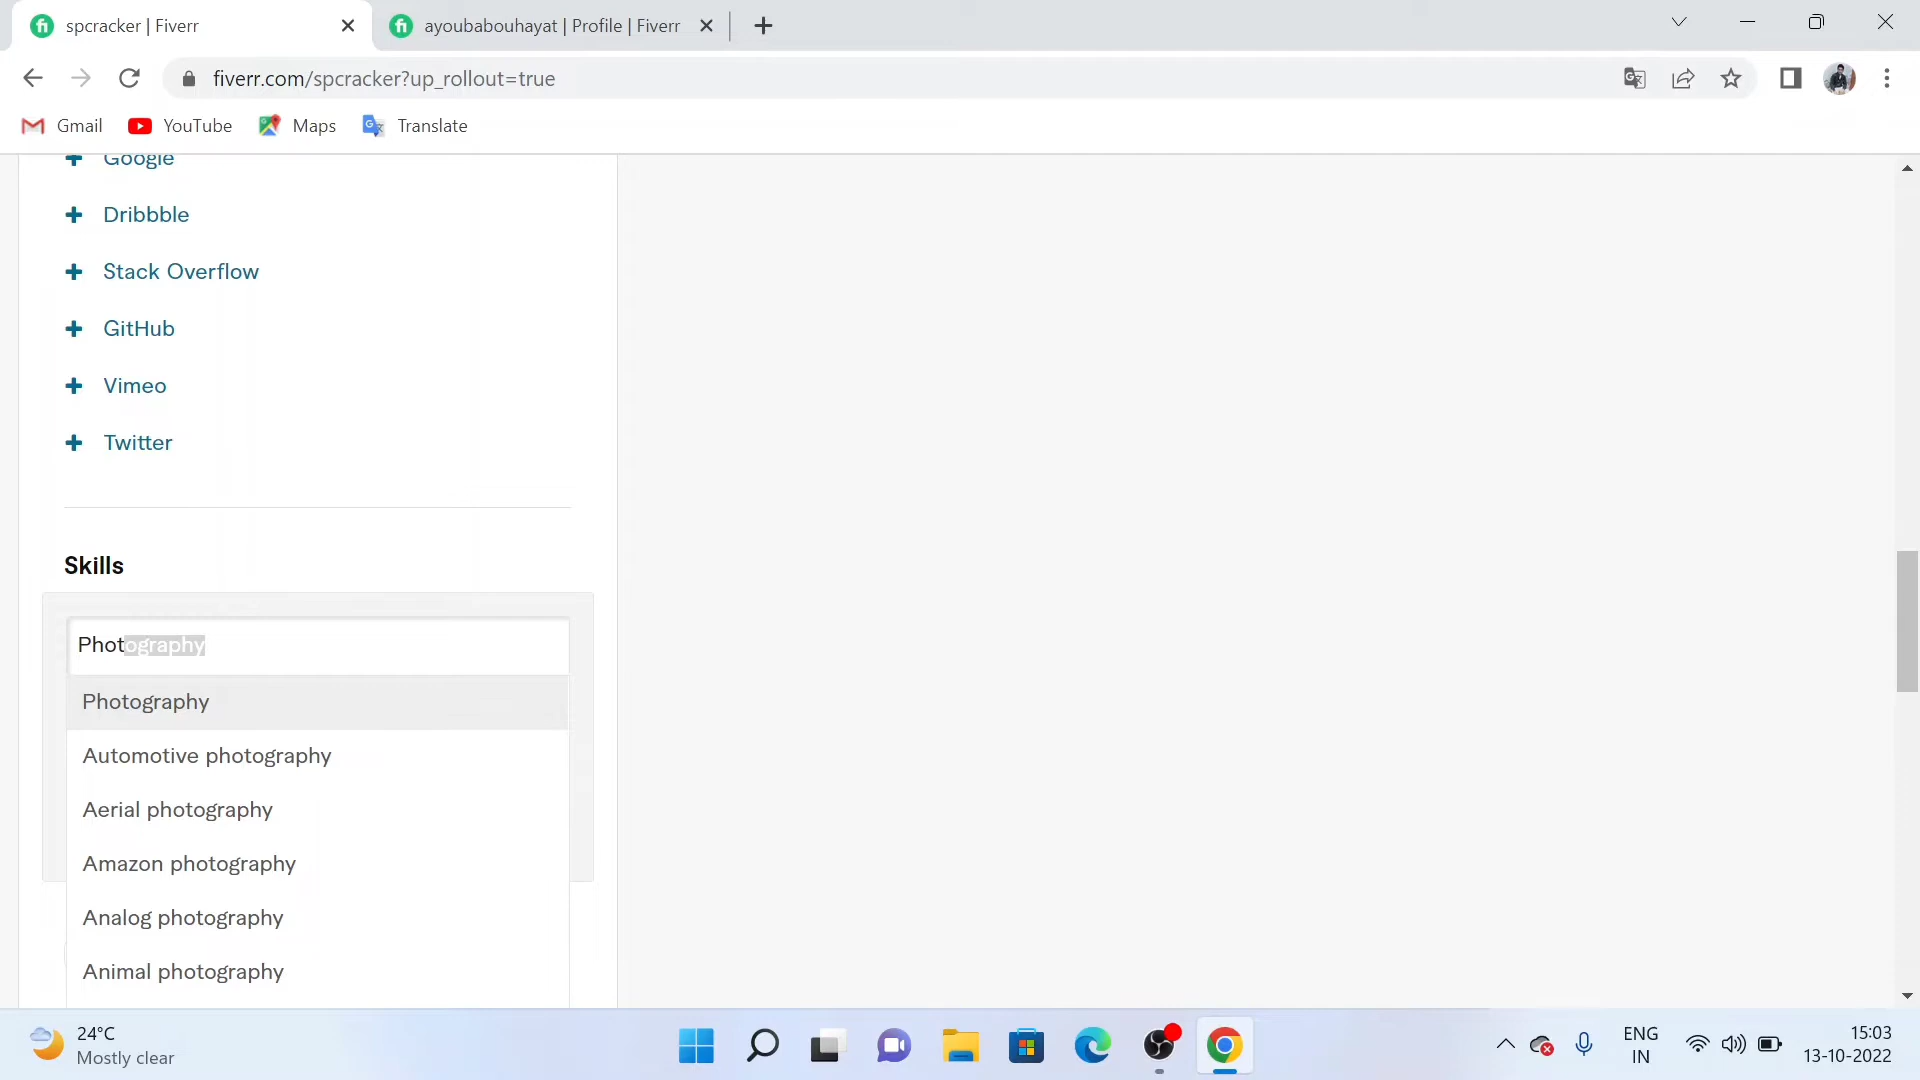 spcracker | Fiverr
ayoubabouhayat | Profile | Fiverr
fiverr.com/spcracker?up_rollout=true
Gmail
YouTube
Maps
Translate
Google
Dribbble
Stack Overflow
GitHub
Vimeo
Twitter
Skills
Photography
Photography
Automotive photography
Aerial photography
Amazon photography
Analog photography
Animal photography
24°C
Mostly clear
ENG
IN
15:03
13-10-2022